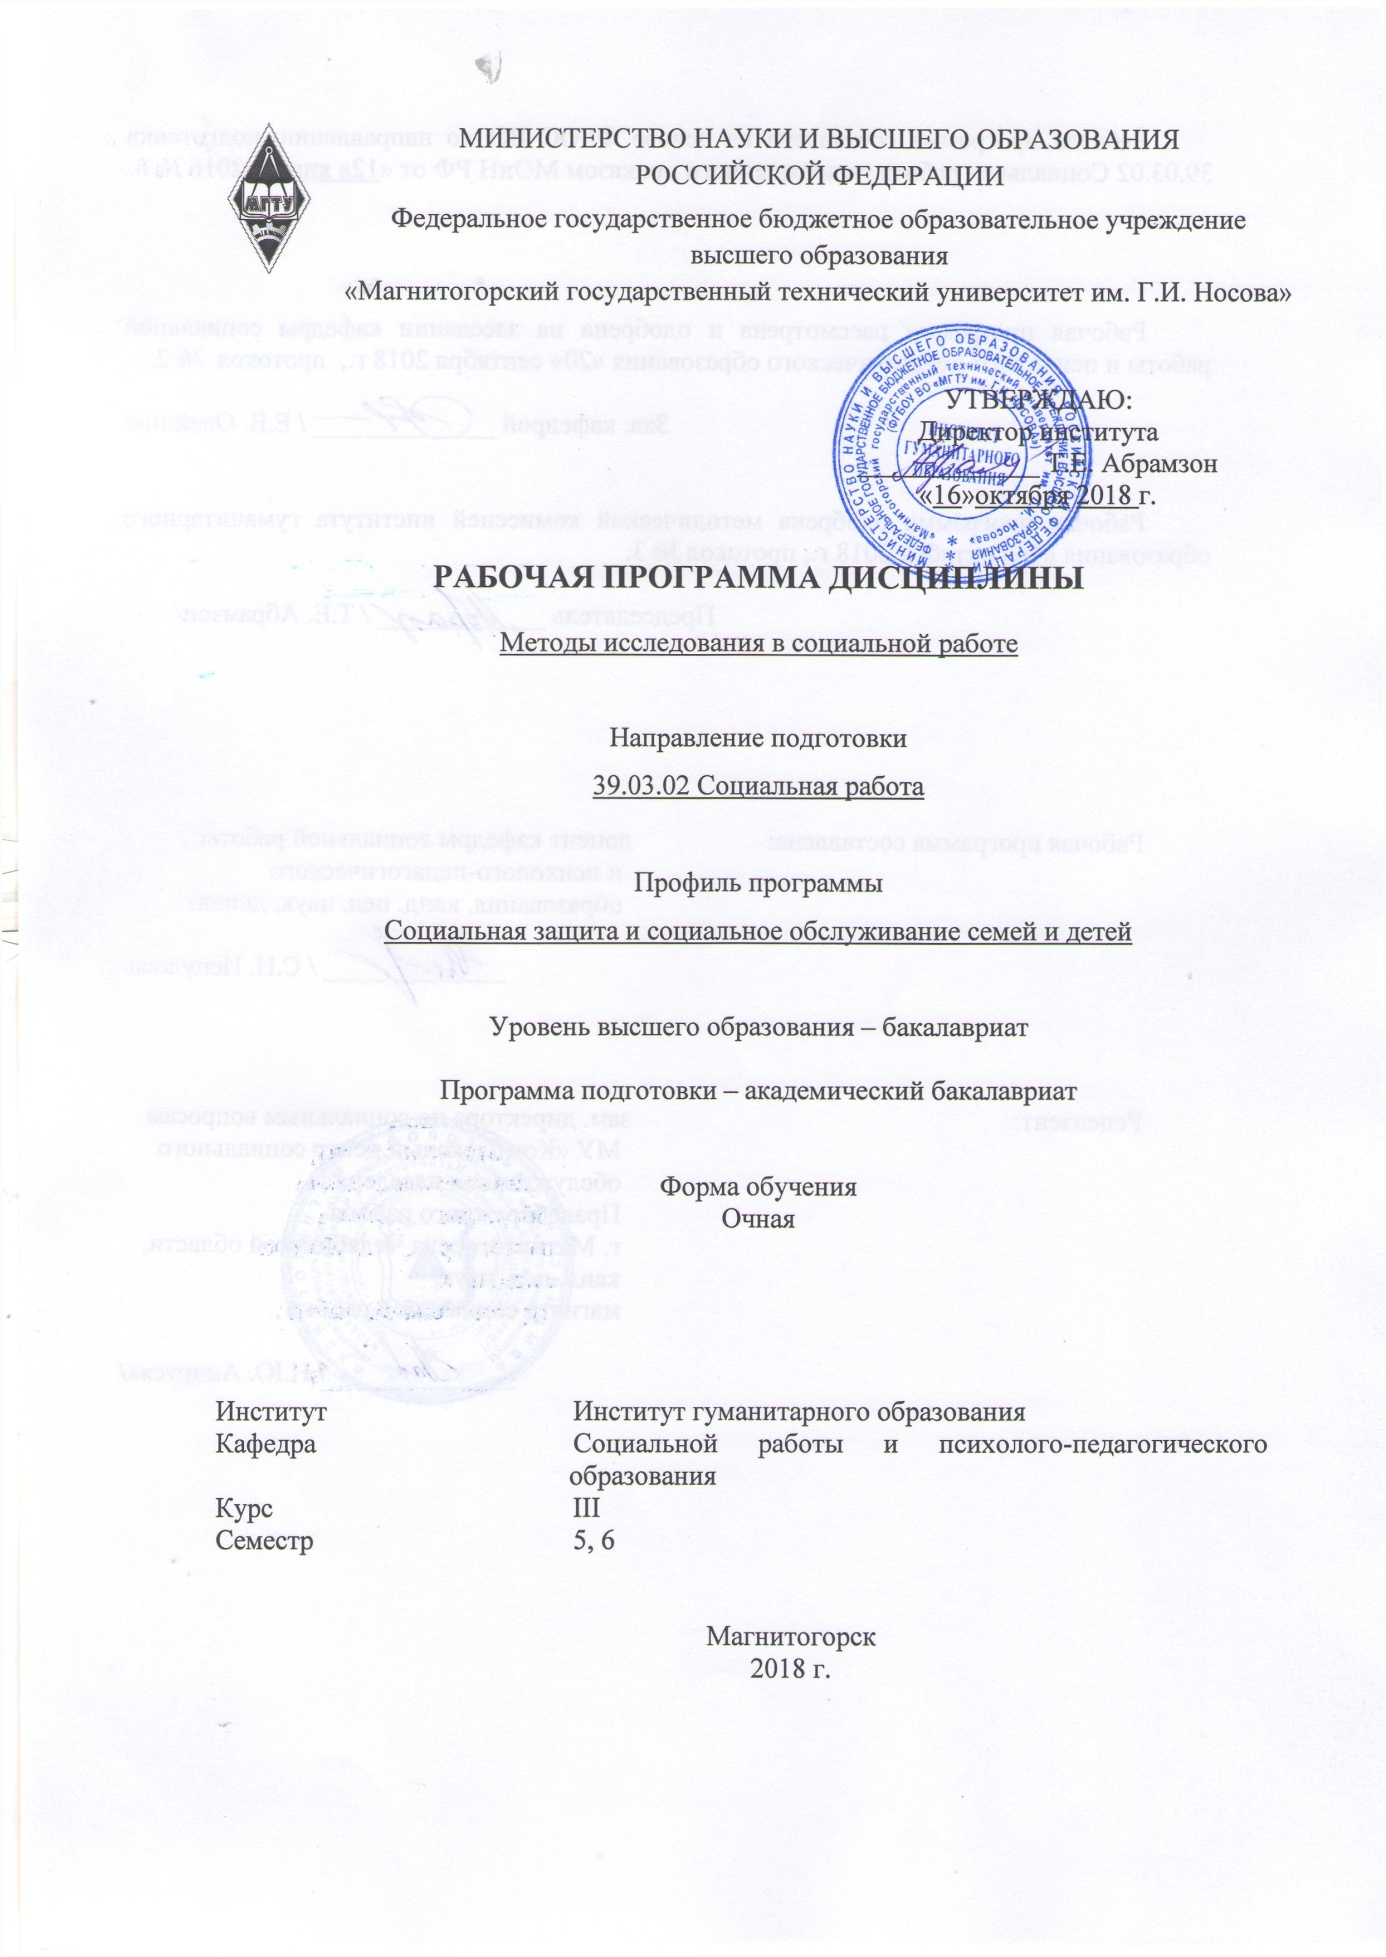 МИНИСТЕРСТВО НАУКИ И ВЫСШЕГО ОБРАЗОВАНИЯ
РОССИЙСКОЙ ФЕДЕРАЦИИ
МГТУ
Федеральное государственное бюджетное образовательное учреждение
высшего образования
«Магнитогорский государственный технический университет им. Г.И. Носова»
УТВЕРЖДАЮ:
Директор института
Т.Е. Абрамзон
«16»октября 2018 г.
ИНСТИТУТ
ГУМАНИТАРНОГО
ОБРАЗОВАНИЯ
РАБОЧАЯ ПРОГРАММА ДИСЦИПЛИНЫ
Методы исследования в социальной работе
Направление подготовки
39.03.02 Социальная работа
Профиль программы
Социальная защита и социальное обслуживание семей и детей
Уровень высшего образования – бакалавриат
Программа подготовки – академический бакалавриат
Форма обучения
Очная
Институт Институт гуманитарного образования
Кафедра Социальной работы и психолого-педагогического
образования
Курс III
Семестр 5, 6
Магнитогорск
2018 г.